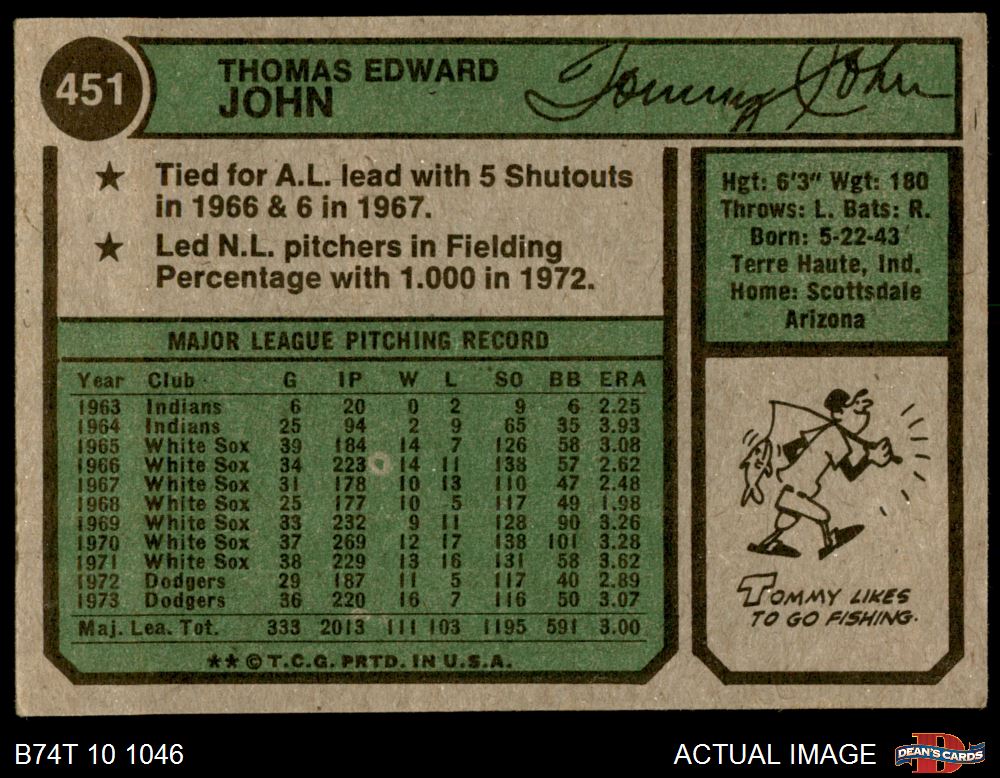 451
THOMAS EDWARD
JOHN
Tommy John
★ Tied for A.L. lead with 5 Shutouts
in 1966 & 6 in 1967.
★ Led N.L. pitchers in Fielding
Percentage with 1.000 in 1972.
Hgt: 6'3" Wgt: 180
Throws: L. Bats: R.
Born: 5-22-43
Terre Haute, Ind.
Home: Scottsdale
Arizona
MAJOR LEAGUE PITCHING RECORD
Year Club G IP W L SO BB ERA
1963 Indians 6 20 0 2 9 6 2.25
1964 Indians 25 94 2 9 65 35 3.93
1965 White Sox 39 184 14 7 126 58 3.08
1966 White Sox 34 223 14 11 138 57 2.62
1967 White Sox 31 178 10 13 110 47 2.48
1968 White Sox 25 177 10 5 117 49 1.98
1969 White Sox 33 232 9 11 128 90 3.26
1970 White Sox 37 269 12 17 138 101 3.28
1971 White Sox 38 229 13 16 131 58 3.62
1972 Dodgers 29 187 11 5 117 40 2.89
1973 Dodgers 36 220 16 7 116 50 3.07
Maj. Lea. Tot. 333 2013 111 103 1195 591 3.00
★★ © T.C.G. PRTD. IN U.S.A.
TOMMY LIKES
TO GO FISHING.
B74T 10 1046
ACTUAL IMAGE
DEAN'S CARDS